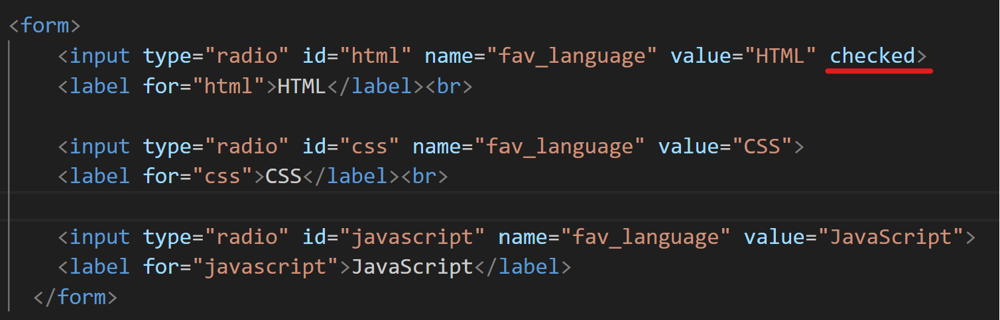 <form>
<input type="radio" id="html" name="fav_language" value="HTML" checked>
<label for="html">HTML</label><br>
<input type="radio" id="css" name="fav_language" value="CSS">
<label for="css">CSS</label><br>
<input type="radio" id="javascript" name="fav_language" value="JavaScript">
<label for="javascript">JavaScript</label>
</form>